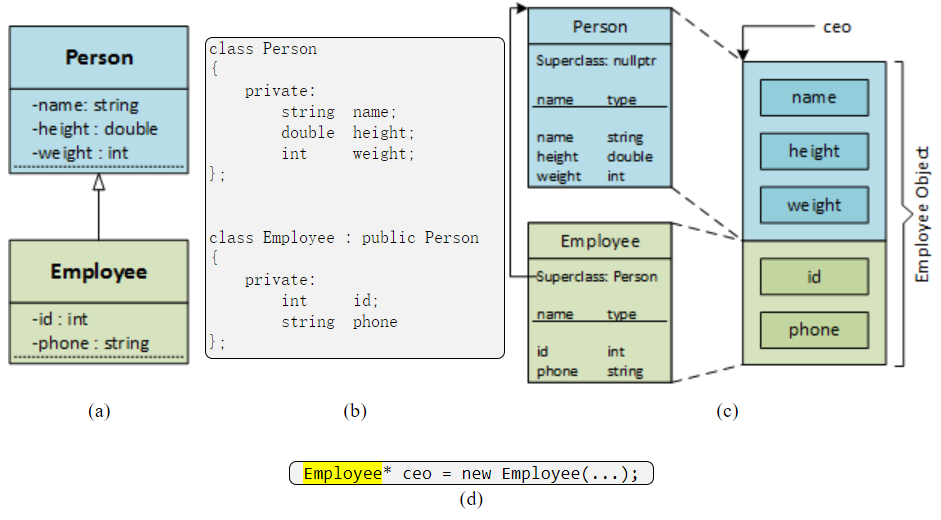 Person
-name: string
-height : double
-weight : int
Employee
-id : int
-phone : string
(a)
class Person
{
private:
string name;
double height;
int weight;
};
class Employee : public Person
{
private:
int id;
string phone
};
(b)
Person
Superclass: nullptr
name type
name string
height double
weight int
Employee
Superclass: Person
name type
id int
phone string
ceo
name
height
weight
id
phone
Employee Object
(c)
Employee* ceo = new Employee(...);
(d)